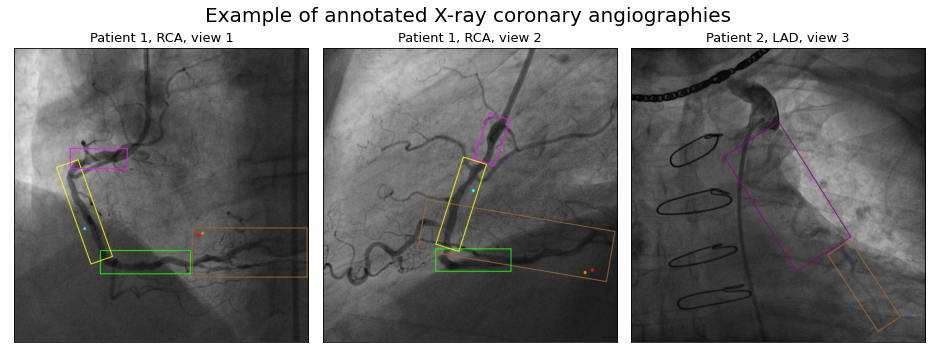 Example of annotated X-ray coronary angiographies
Patient 1, RCA, view 1
Patient 1, RCA, view 2
Patient 2, LAD, view 3